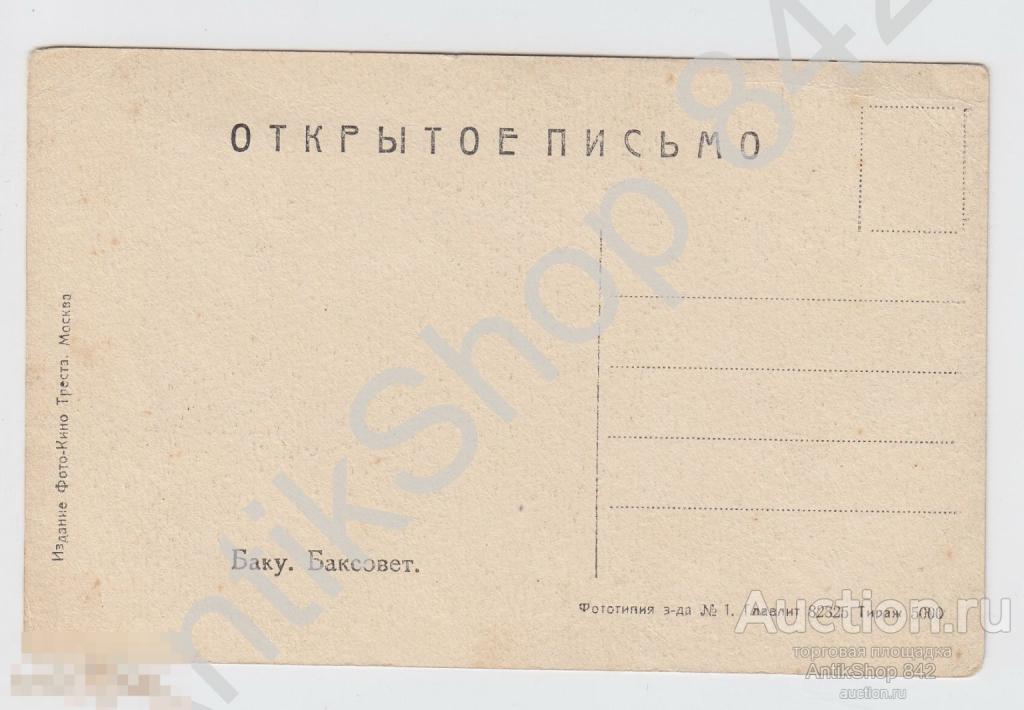 ОТКРЫТОЕ ПИСЬМО
Издание Фото-Кино Треста. Москва
Баку. Баксовет.
Фототипия з-да № 1. Главлит 82325 Тираж 5000
AntikShop 842
Auction.ru
торговая площадка
AntikShop 842
auction.ru